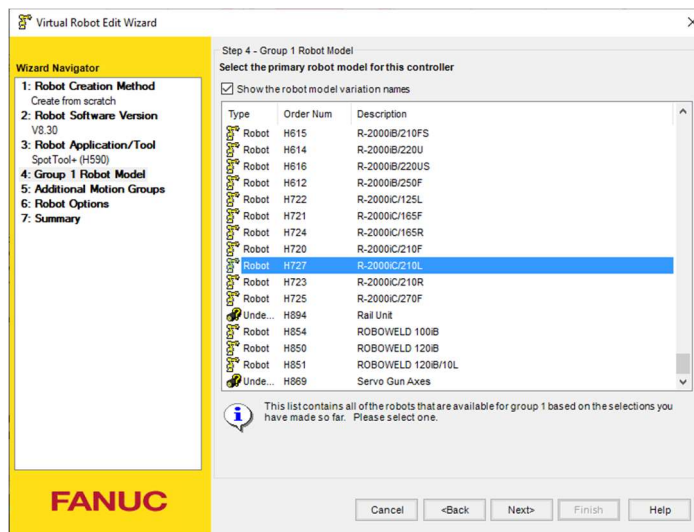 Virtual Robot Edit Wizard
Wizard Navigator
1: Robot Creation Method
Create from scratch
2: Robot Software Version
V8.30
3: Robot Application/Tool
SpotTool+ (H590)
4: Group 1 Robot Model
5: Additional Motion Groups
6: Robot Options
7: Summary
FANUC
Step 4 - Group 1 Robot Model
Select the primary robot model for this controller
Show the robot model variation names
Type Order Num Description
Robot H615 R-2000iB/210FS
Robot H614 R-2000iB/220U
Robot H616 R-2000iB/220US
Robot H612 R-2000iB/250F
Robot H722 R-2000iC/125L
Robot H721 R-2000iC/165F
Robot H724 R-2000iC/165R
Robot H720 R-2000iC/210F
Robot H727 R-2000iC/210L
Robot H723 R-2000iC/210R
Robot H725 R-2000iC/270F
Unde... H894 Rail Unit
Robot H854 ROBOWELD 100iB
Robot H850 ROBOWELD 120iB
Robot H851 ROBOWELD 120iB/10L
Unde... H869 Servo Gun Axes
This list contains all of the robots that are available for group 1 based on the selections you
have made so far. Please select one.
Cancel <Back Next> Finish Help